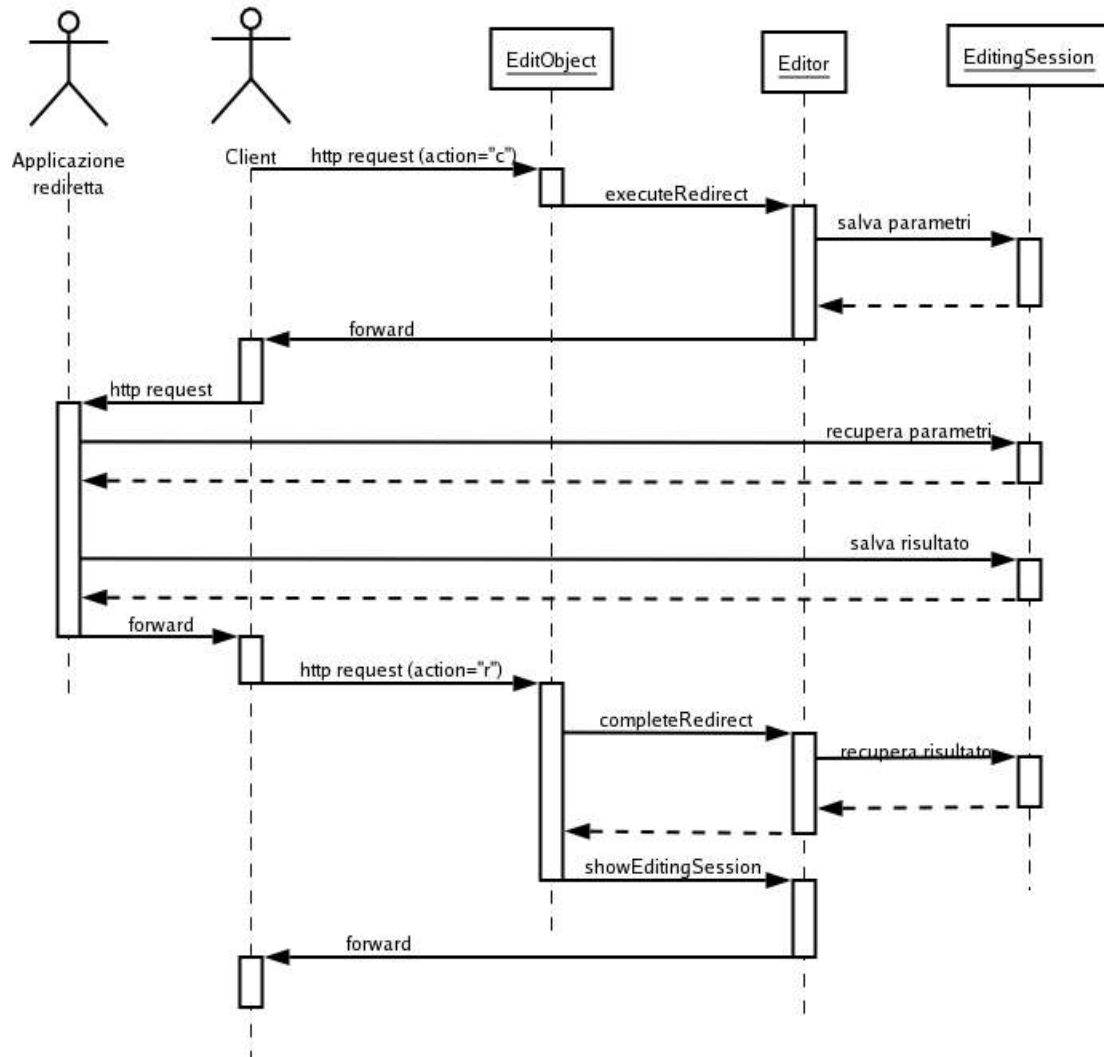 EditObject
Editor
EditingSession
Applicazione
rediretta
Client
http request (action="c")
executeRedirect
salva parametri
forward
http request
recupera parametri
salva risultato
forward
http request (action="r")
completeRedirect
recupera risultato
showEditingSession
forward